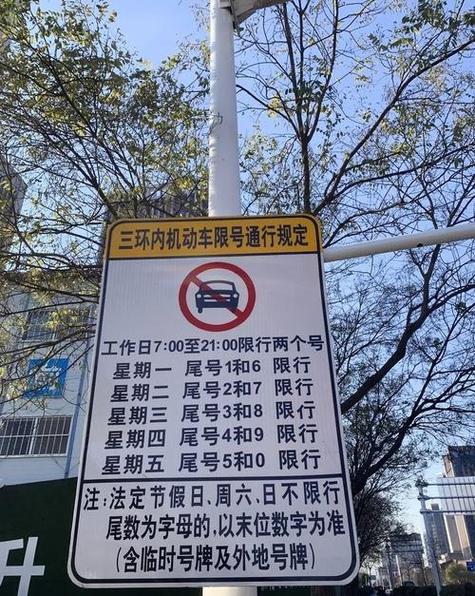 三环内机动车限号通行规定
工作日7:00至21:00限行两个号
星期一 尾号1和6 限行
星期二 尾号2和7 限行
星期三 尾号3和8 限行
星期四 尾号4和9 限行
星期五 尾号5和0 限行
注:法定节假日、周六、日不限行
尾数为字母的,以末位数字为准
(含临时号牌及外地号牌)
升